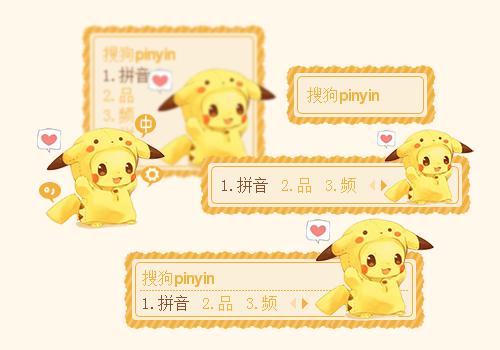 搜狗pinyin
1.拼音
2.品
3.频
中
搜狗pinyin
1.拼音 2.品 3.频
搜狗pinyin
1.拼音 2.品 3.频